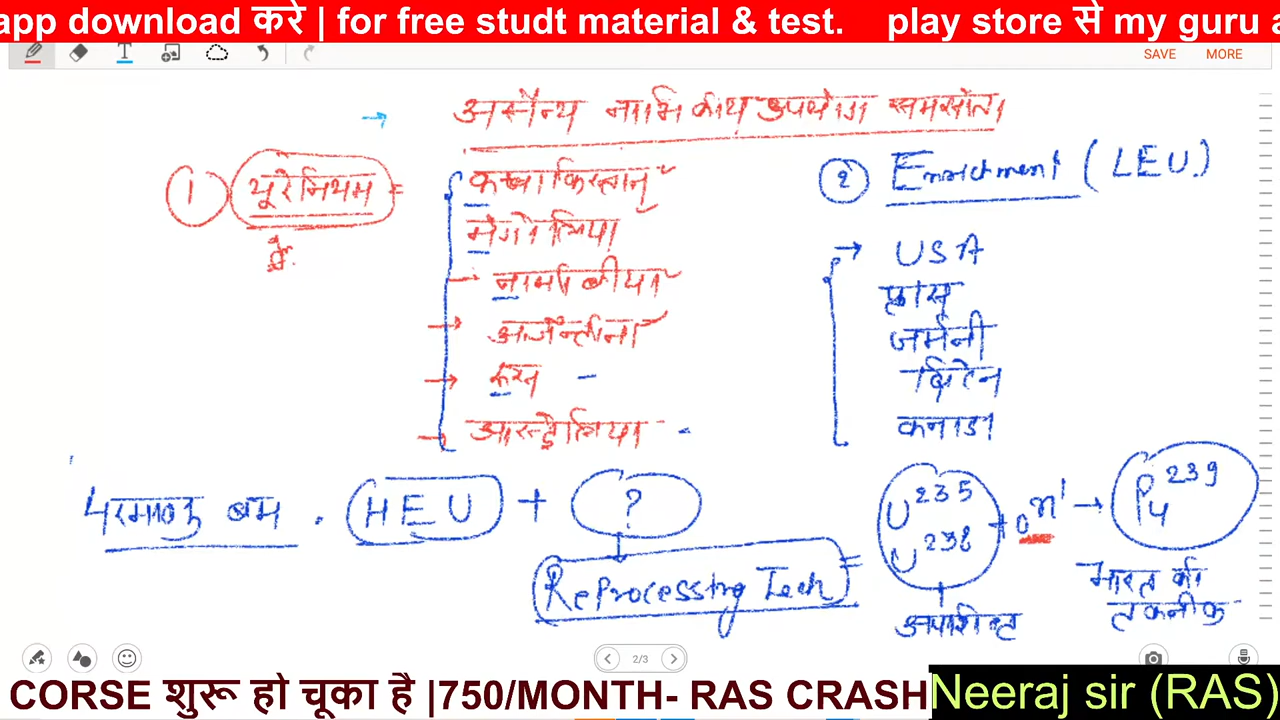 app download करे | for free studt material & test. play store से my guru a
SAVE MORE
असैन्य नाभिकीय उपयोग समझौता
① यूरेनियम =
के
कजाकिस्तान
मंगोलिया
नामीबीया
अर्जेन्तीना
आस्ट्रेलिया
② Enrichment (LEU)
USA
फ्रांस
जर्मनी
ब्रिटेन
कनाडा
परमाणु बम . HEU + ?
Reprocessing Tech =
U235
U238
+ 0n1 → Pu 239
अपशिष्ट
भारत की
तकनीक
2/3
CORSE शुरू हो चूका है |750/MONTH- RAS CRASH
Neeraj sir (RAS)